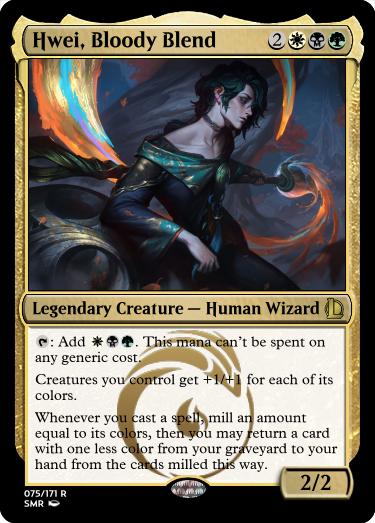 Hwei, Bloody Blend 2
Legendary Creature — Human Wizard
: Add . This mana can't be spent on
any generic cost.
Creatures you control get +1/+1 for each of its
colors.
Whenever you cast a spell, mill an amount
equal to its colors, then you may return a card
with one less color from your graveyard to your
hand from the cards milled this way.
2/2
075/171 R
SMR